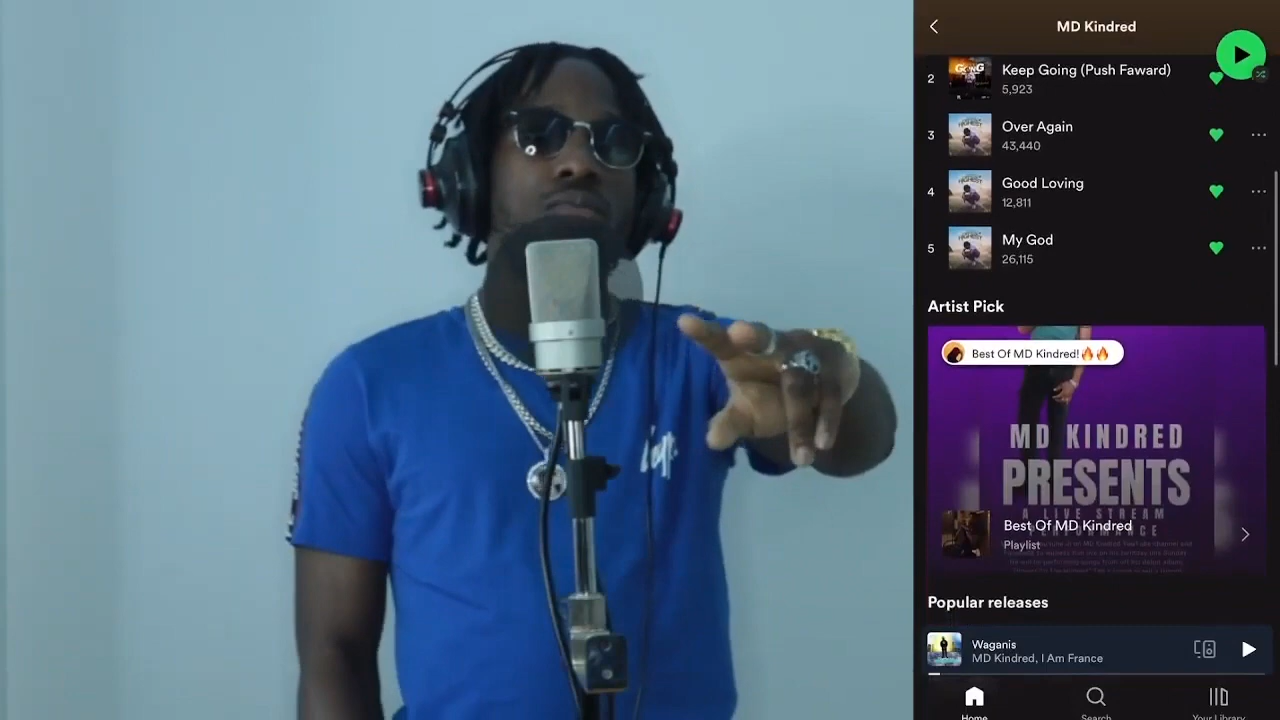 MD Kindred
2
GOING
Keep Going (Push Faward)
5,923
3
Over Again
43,440
4
Good Loving
12,811
5
My God
26,115
Artist Pick
Best Of MD Kindred!🔥🔥
MD KINDRED
PRESENTS
A LIVE STREAM
Best Of MD Kindred
Playlist
Popular releases
Waganis
MD Kindred, I Am France
Home
Search
Your Library